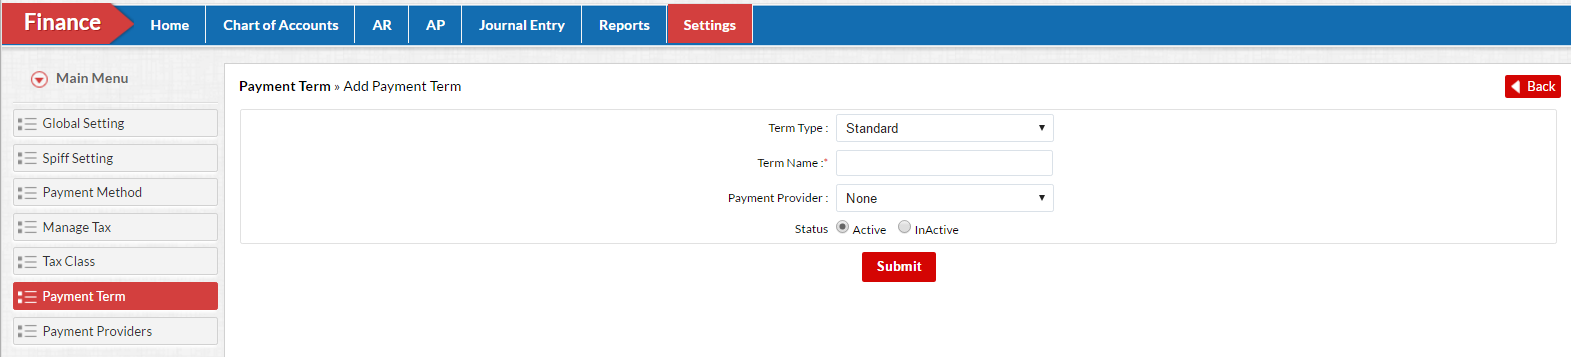 Finance Home Chart of Accounts AR AP Journal Entry Reports Settings
Main Menu
Global Setting
Spiff Setting
Payment Method
Manage Tax
Tax Class
Payment Term
Payment Providers
Payment Term » Add Payment Term Back
Term Type : Standard
Term Name :*
Payment Provider : None
Status Active InActive
Submit